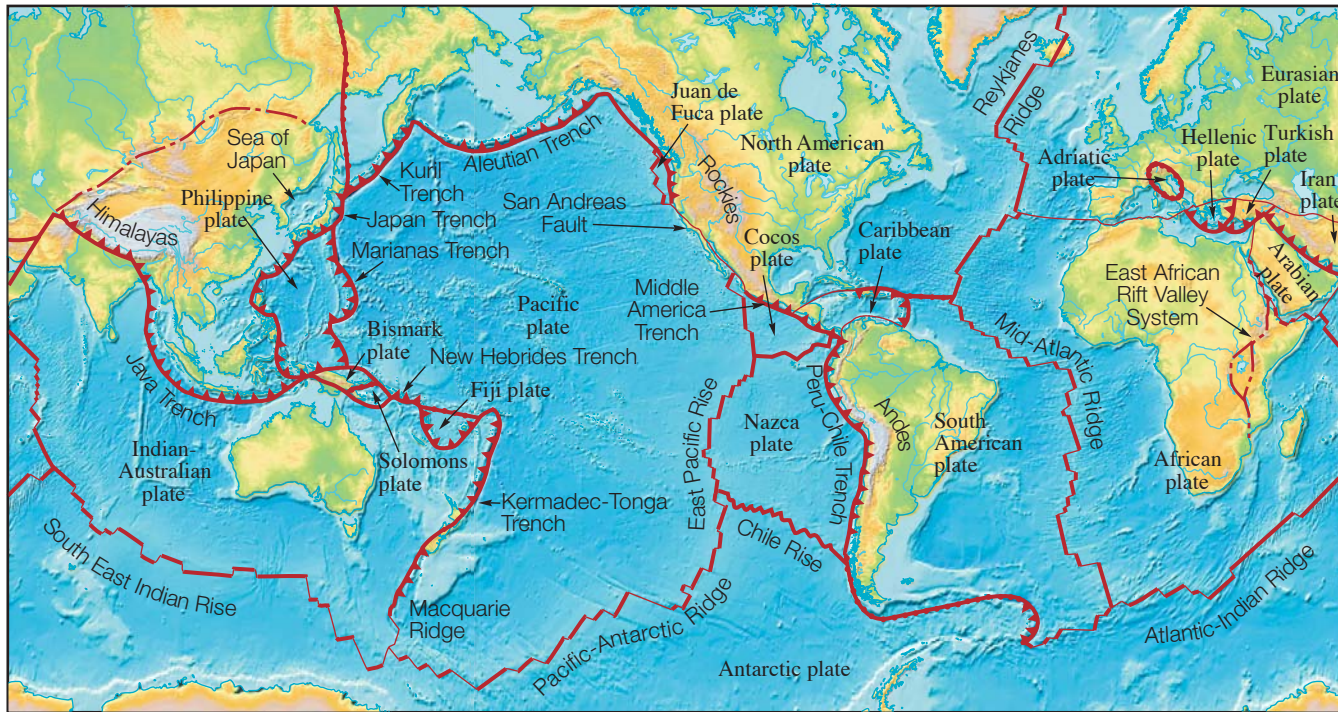 Sea of
Japan
Philippine
plate
Himalayas
Kuril
Trench
Japan Trench
Marianas Trench
Aleutian Trench
San Andreas
Fault
Juan de
Fuca plate
Rockies
North American
plate
Reykjanes
Ridge
Eurasian
plate
Hellenic
plate
Turkish
plate
Adriatic
plate
Iran
plate
Arabian
plate
East African
Rift Valley
System
Cocos
plate
Caribbean
plate
Middle
America
Trench
Pacific
plate
Bismark
plate
New Hebrides Trench
Fiji plate
Solomons
plate
Java Trench
Indian-
Australian
plate
Kermadec-Tonga
Trench
East Pacific Rise
Nazca
plate
Peru-Chile Trench
Andes
South
American
plate
Mid-Atlantic Ridge
African
plate
Chile Rise
South East Indian Rise
Macquarie
Ridge
Pacific-Antarctic Ridge
Antarctic plate
Atlantic-Indian Ridge